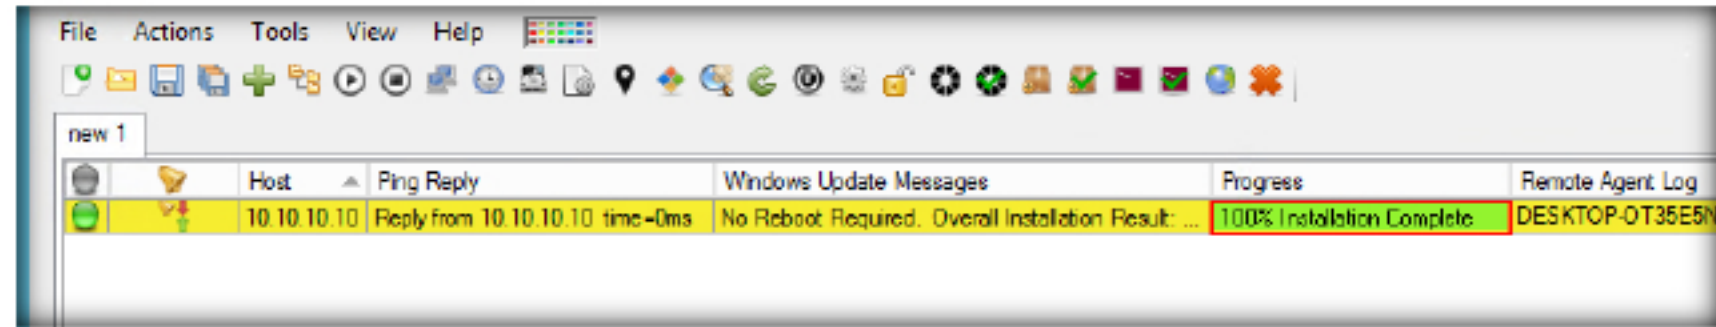 File Actions Tools View Help
new 1
Host Ping Reply Windows Update Messages Progress Remote Agent Log
10.10.10.10 Reply from 10.10.10.10 time=0ms No Reboot Required. Overall Installation Result: ... 100% Installation Complete DESKTOP-OT35E5N